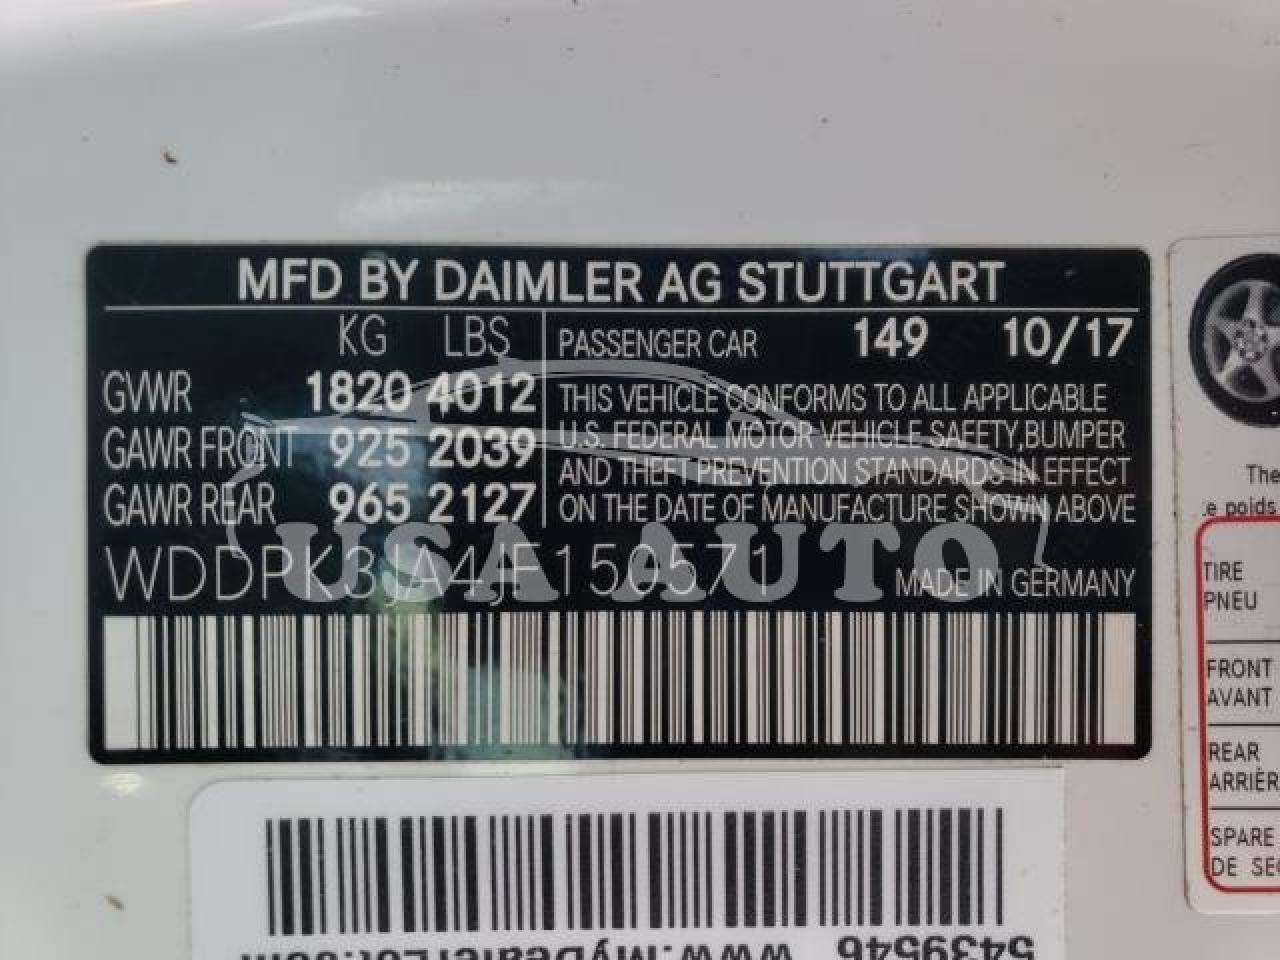 MFD BY DAIMLER AG STUTTGART
KG LBS
GVWR 1820 4012
GAWR FRONT 925 2039
GAWR REAR 965 2127
PASSENGER CAR 149 10/17
THIS VEHICLE CONFORMS TO ALL APPLICABLE
U.S. FEDERAL MOTOR VEHICLE SAFETY,BUMPER
AND THEFT PREVENTION STANDARDS IN EFFECT
ON THE DATE OF MANUFACTURE SHOWN ABOVE
WDDPK3JA4JF150571 MADE IN GERMANY
USA AUTO
The
poids
TIRE
PNEU
FRONT
AVANT
REAR
SPARE
DE
5439546 www.MyDealerLot.com